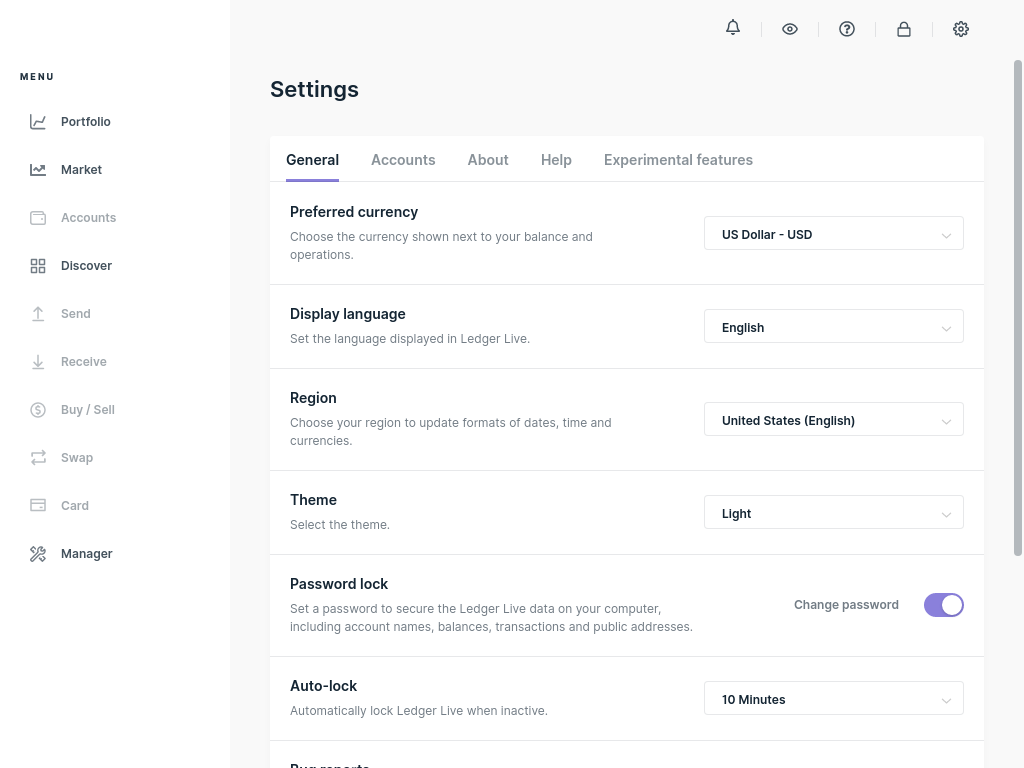 MENU
Portfolio
Market
Accounts
Discover
Send
Receive
Buy / Sell
Swap
Card
Manager
Settings
General
Accounts
About
Help
Experimental features
Preferred currency
Choose the currency shown next to your balance and
operations.
US Dollar - USD
Display language
Set the language displayed in Ledger Live.
English
Region
Choose your region to update formats of dates, time and
currencies.
United States (English)
Theme
Select the theme.
Light
Password lock
Set a password to secure the Ledger Live data on your computer,
including account names, balances, transactions and public addresses.
Change password
Auto-lock
Automatically lock Ledger Live when inactive.
10 Minutes
Bug reports